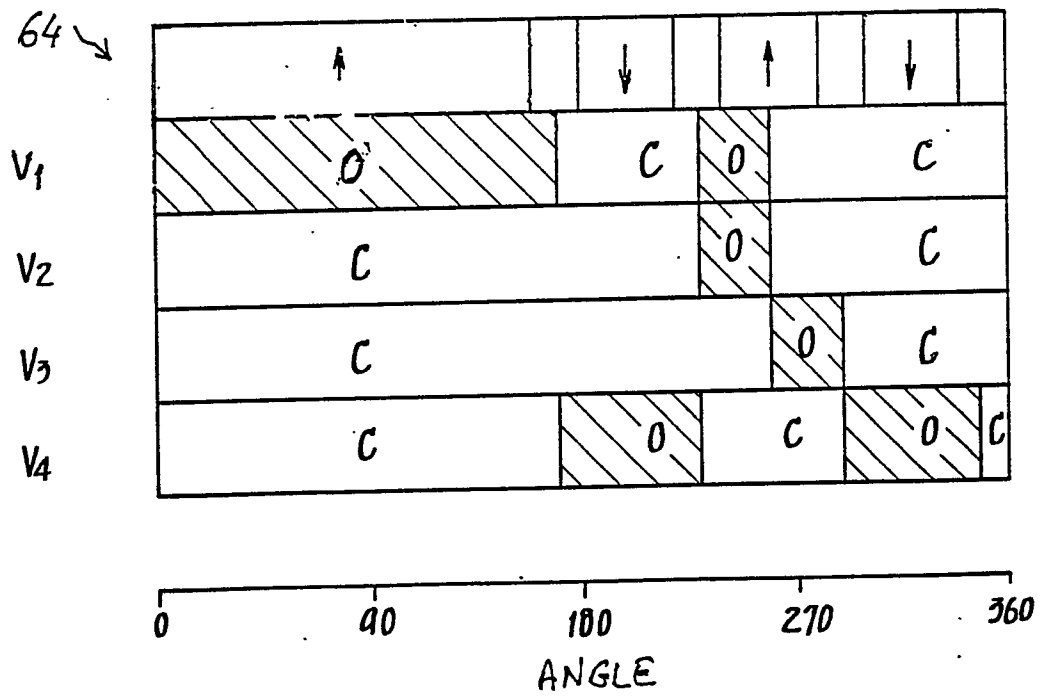 64
↑ ↓ ↑ ↓
V1 O C O C
V2 C O C
V3 C O C
V4 C O C O C
0 90 180 270 360
ANGLE